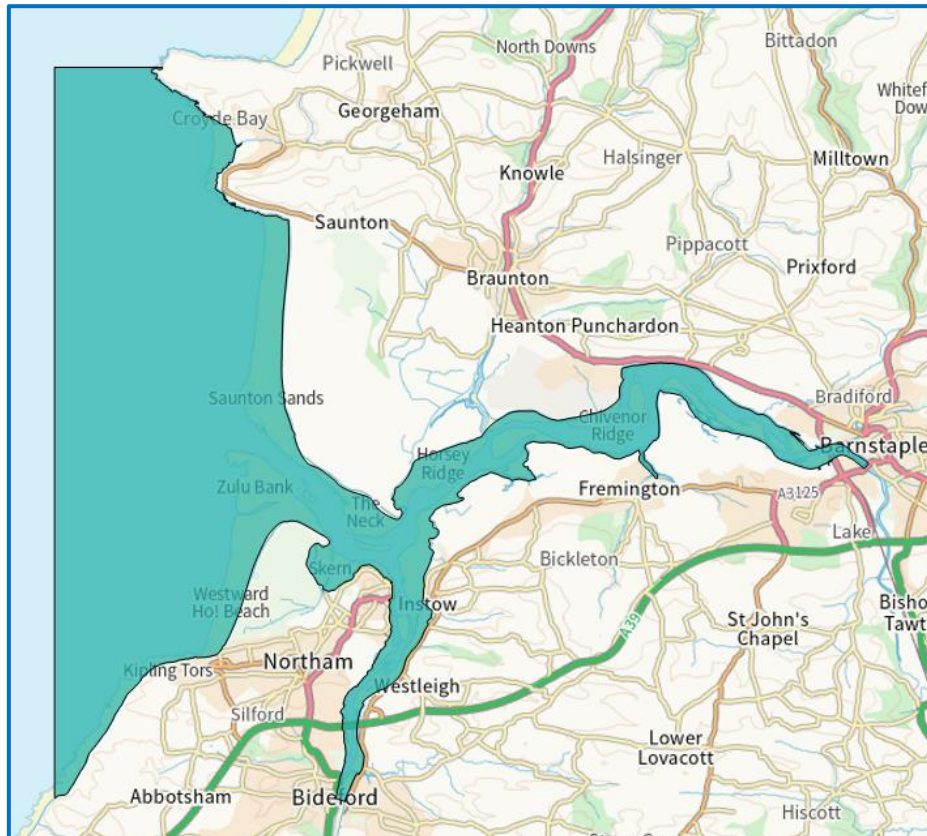 North Downs
Bittadon
Pickwell
Whitef
Dow
Georgeham
Croyde Bay
Halsinger
Milltown
Knowle
Saunton
Pippacott
Prixford
Braunton
Heanton Punchardon
Saunton Sands
Bradiford
Chivenor
Ridge
Barnstaple
Horsey
Ridge
Zulu Bank
Fremington
A3125
The
Neck
Lake
Bickleton
Skern
Westward
Ho! Beach
Instow
A39
St John's
Chapel
Bisho
Tawt
Kipling Tors
Northam
Westleigh
Silford
Lower
Lovacott
Abbotsham
Bideford
Hiscott